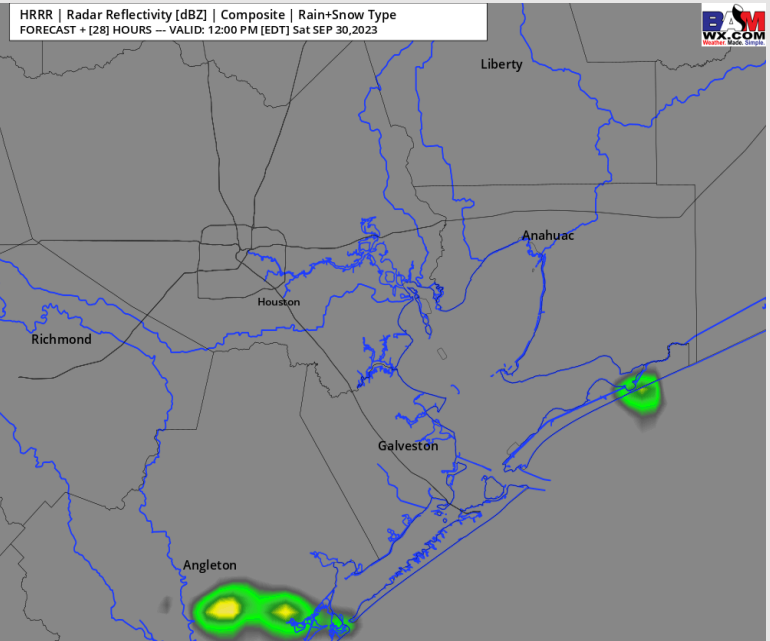 HRRR | Radar Reflectivity [dBZ] | Composite | Rain+Snow Type
FORECAST + [28] HOURS --- VALID: 12:00 PM [EDT] Sat SEP 30,2023
BAM
WX.COM
Weather. Made. Simple.
Liberty
Anahuac
Houston
Richmond
Galveston
Angleton